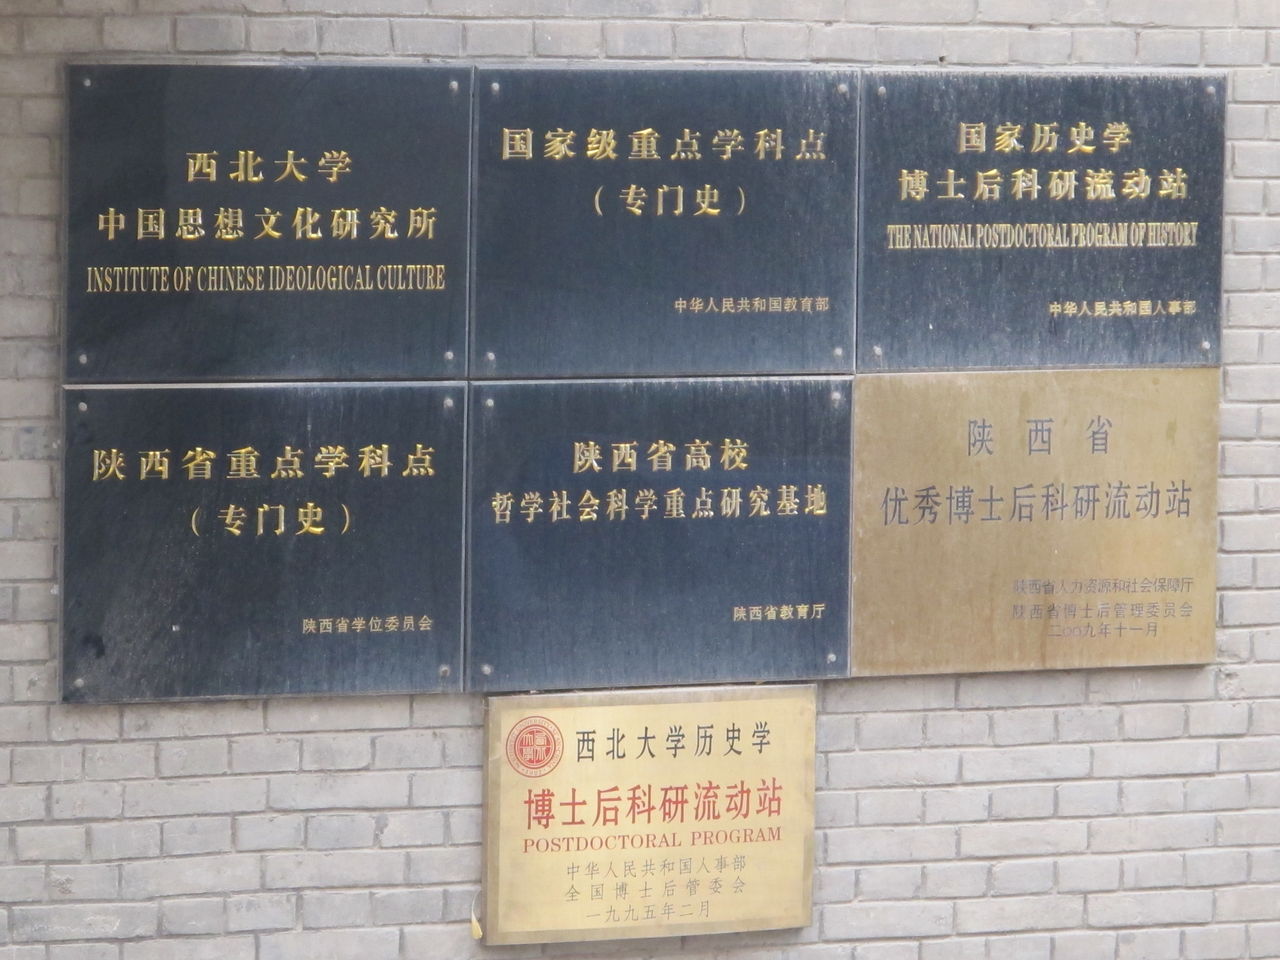 西北大学
中国思想文化研究所
INSTITUTE OF CHINESE IDEOLOGICAL CULTURE
国家级重点学科点
（专门史）
中华人民共和国教育部
国家历史学
博士后科研流动站
THE NATIONAL POSTDOCTORAL PROGRAM OF HISTORY
中华人民共和国人事部
陕西省重点学科点
（专门史）
陕西省学位委员会
陕西省高校
哲学社会科学重点研究基地
陕西省教育厅
陕西省
优秀博士后科研流动站
陕西省人力资源和社会保障厅
陕西省博士后管理委员会
二〇〇九年十一月
西北大学历史学
博士后科研流动站
POSTDOCTORAL PROGRAM
中华人民共和国人事部
全国博士后管委会
一九九五年二月